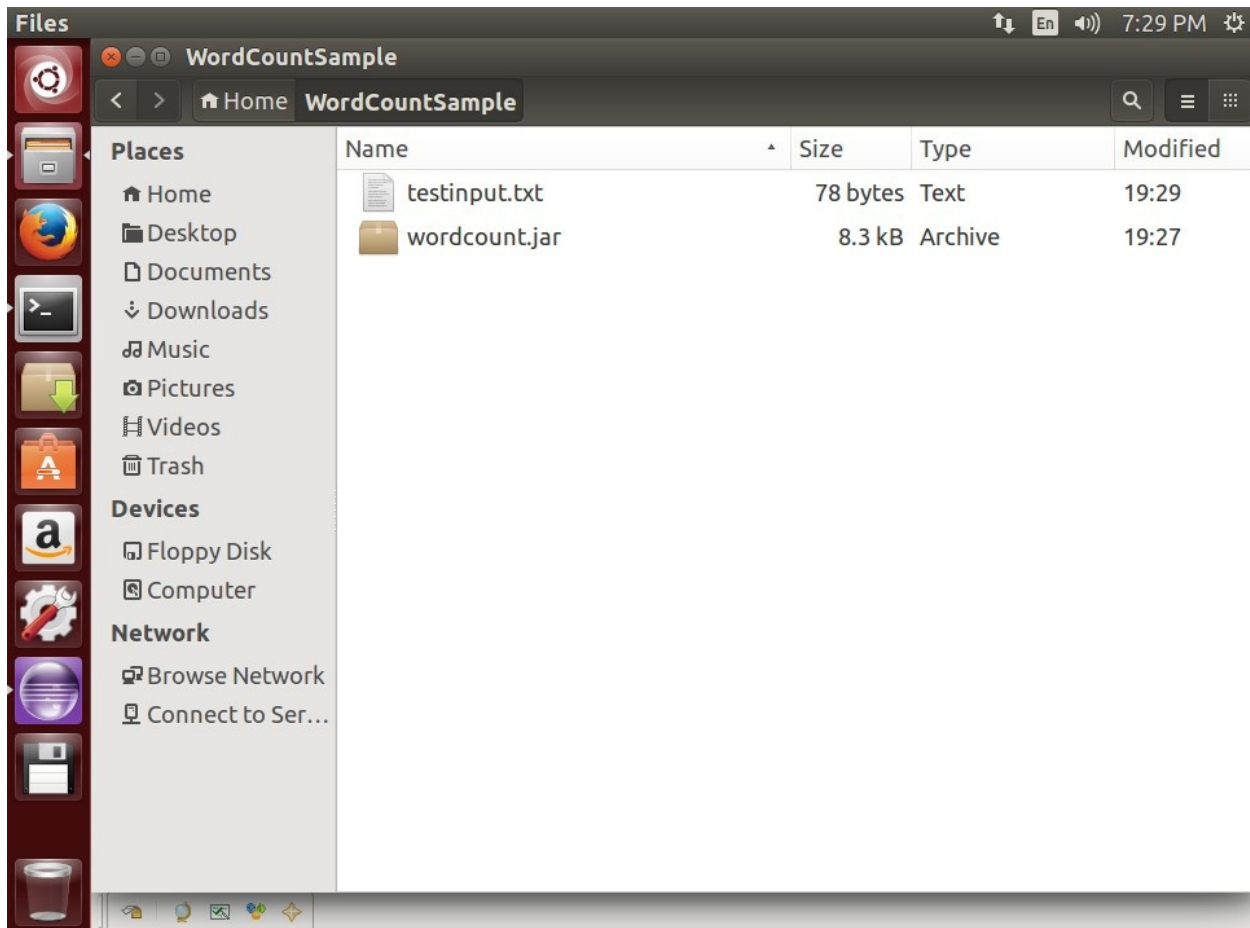 Files En 7:29 PM
WordCountSample
Home WordCountSample
Places
Home
Desktop
Documents
Downloads
Music
Pictures
Videos
Trash
Devices
Floppy Disk
Computer
Network
Browse Network
Connect to Ser...
Name Size Type Modified
testinput.txt 78 bytes Text 19:29
wordcount.jar 8.3 kB Archive 19:27